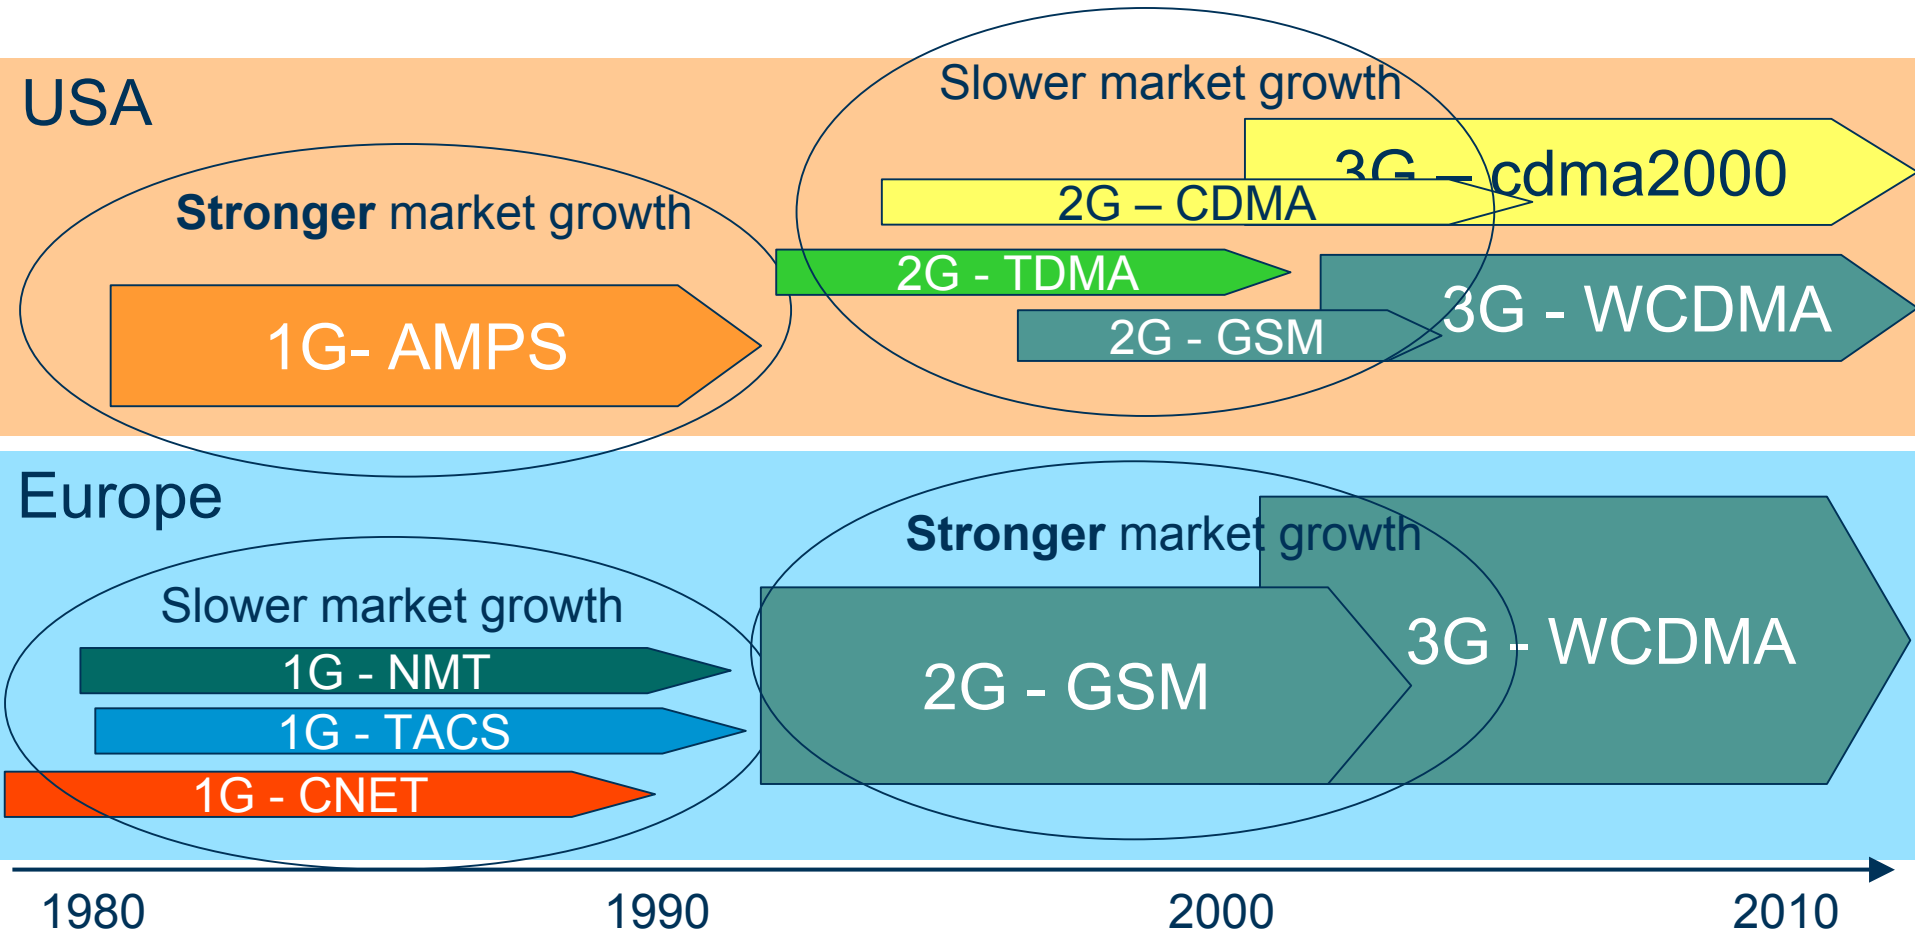 USA
Slower market growth
Stronger market growth
3G – cdma2000
2G – CDMA
2G - TDMA
3G - WCDMA
2G - GSM
1G- AMPS
Europe
Stronger market growth
Slower market growth
3G - WCDMA
2G - GSM
1G - NMT
1G - TACS
1G - CNET
1980 1990 2000 2010